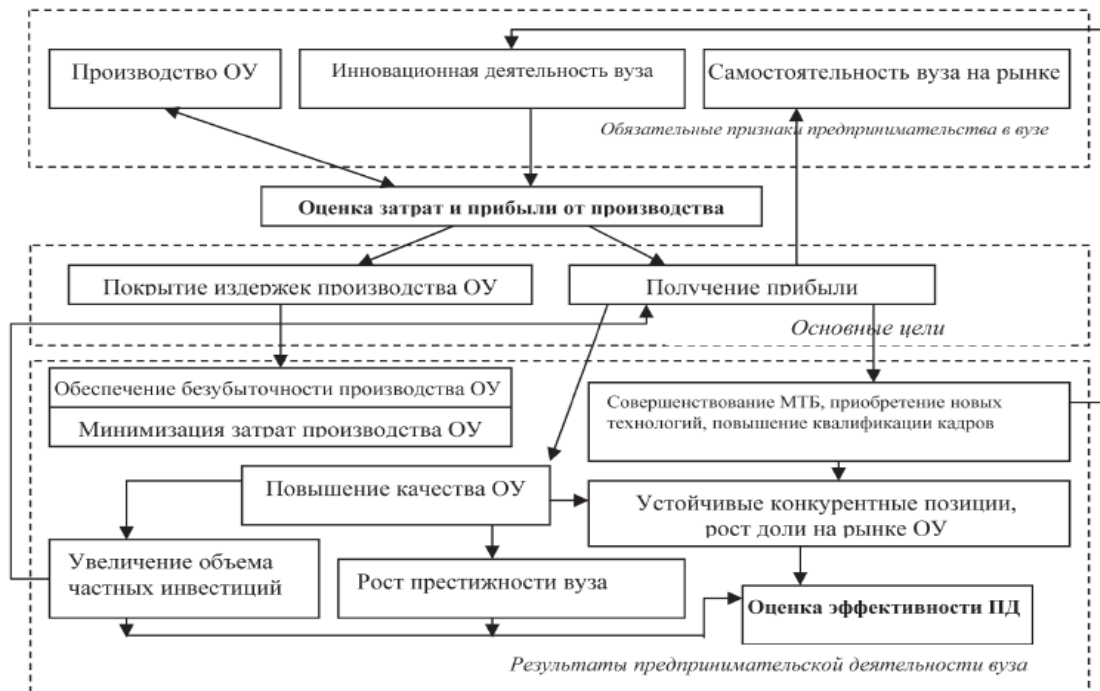 Производство ОУ
Инновационная деятельность вуза
Самостоятельность вуза на рынке
Обязательные признаки предпринимательства в вузе
Оценка затрат и прибыли от производства
Покрытие издержек производства ОУ
Получение прибыли
Основные цели
Обеспечение безубыточности производства ОУ
Минимизация затрат производства ОУ
Совершенствование МТБ, приобретение новых
технологий, повышение квалификации кадров
Повышение качества ОУ
Устойчивые конкурентные позиции,
рост доли на рынке ОУ
Увеличение объема
частных инвестиций
Рост престижности вуза
Оценка эффективности ПД
Результаты предпринимательской деятельности вуза